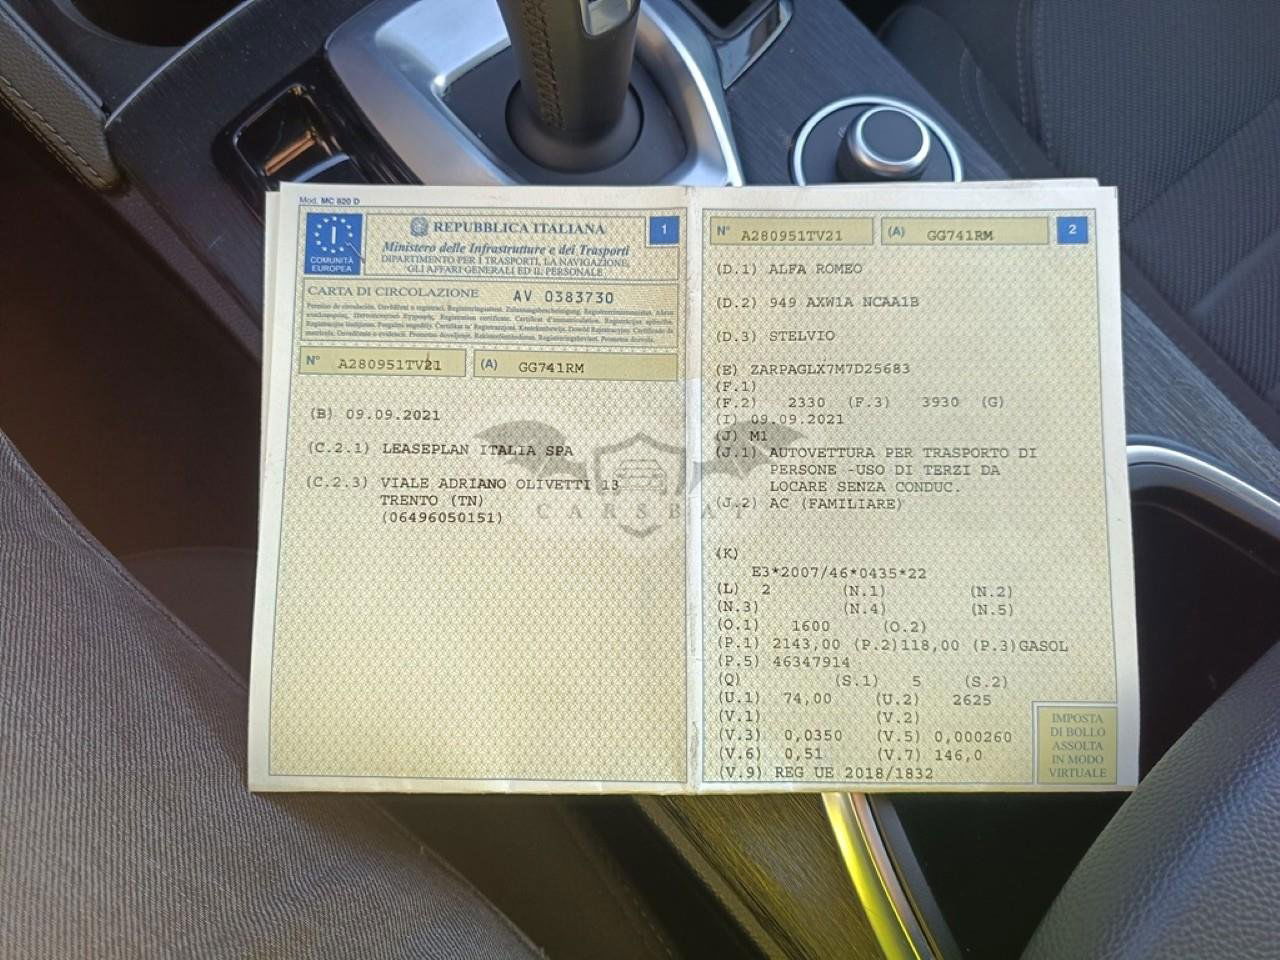 Mod. MC 820 D
I
COMUNITÀ
EUROPEA
REPUBBLICA ITALIANA
1
Ministero delle Infrastrutture e dei Trasporti
DIPARTIMENTO PER I TRASPORTI, LA NAVIGAZIONE,
GLI AFFARI GENERALI ED IL PERSONALE
CARTA DI CIRCOLAZIONE AV 0383730
N° A280951TV21 (A) GG741RM
(B) 09.09.2021
(C.2.1) LEASEPLAN ITALIA SPA
(C.2.3) VIALE ADRIANO OLIVETTI 13
TRENTO (TN)
(06496050151)
N° A280951TV21 (A) GG741RM 2
(D.1) ALFA ROMEO
(D.2) 949 AXW1A NCAA1B
(D.3) STELVIO
(E) ZARPAGLX7M7D25683
(F.1)
(F.2) 2330 (F.3) 3930 (G)
(I) 09.09.2021
(J) M1
(J.1) AUTOVETTURA PER TRASPORTO DI
PERSONE -USO DI TERZI DA
LOCARE SENZA CONDUC.
(J.2) AC (FAMILIARE)
(K)
E3*2007/46*0435*22
(L) 2 (N.1) (N.2)
(N.3) (N.4) (N.5)
(O.1) 1600 (O.2)
(P.1) 2143,00 (P.2)118,00 (P.3)GASOL
(P.5) 46347914
(Q) (S.1) 5 (S.2)
(U.1) 74,00 (U.2) 2625
(V.1) (V.2)
(V.3) 0,0350 (V.5) 0,000260
(V.6) 0,51 (V.7) 146,0
(V.9) REG UE 2018/1832
IMPOSTA
DI BOLLO
ASSOLTA
IN MODO
VIRTUALE
CARSBAT